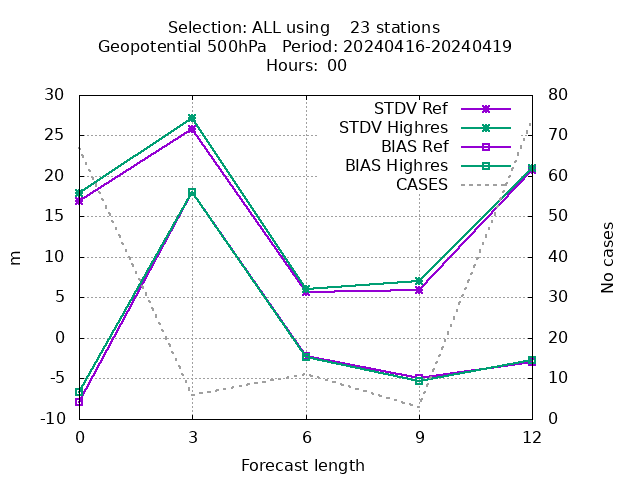 Selection: ALL using    23 stations
Geopotential 500hPa   Period: 20240416-20240419
Hours: 00
30
25
20
15
10
5
0
-5
-10
80
70
60
50
40
30
20
10
0
STDV Ref
STDV Highres
BIAS Ref
BIAS Highres
CASES
m
No cases
0 3 6 9 12
Forecast length